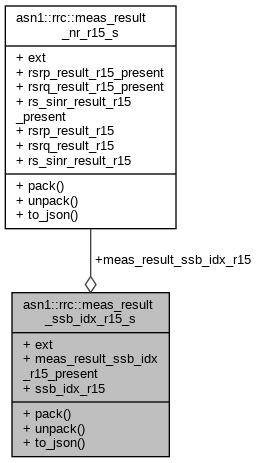 asn1::rrc::meas_result
_nr_r15_s
+ ext
+ rsrp_result_r15_present
+ rsrq_result_r15_present
+ rs_sinr_result_r15
_present
+ rsrp_result_r15
+ rsrq_result_r15
+ rs_sinr_result_r15
+ pack()
+ unpack()
+ to_json()
+meas_result_ssb_idx_r15
asn1::rrc::meas_result
_ssb_idx_r15_s
+ ext
+ meas_result_ssb_idx
_r15_present
+ ssb_idx_r15
+ pack()
+ unpack()
+ to_json()